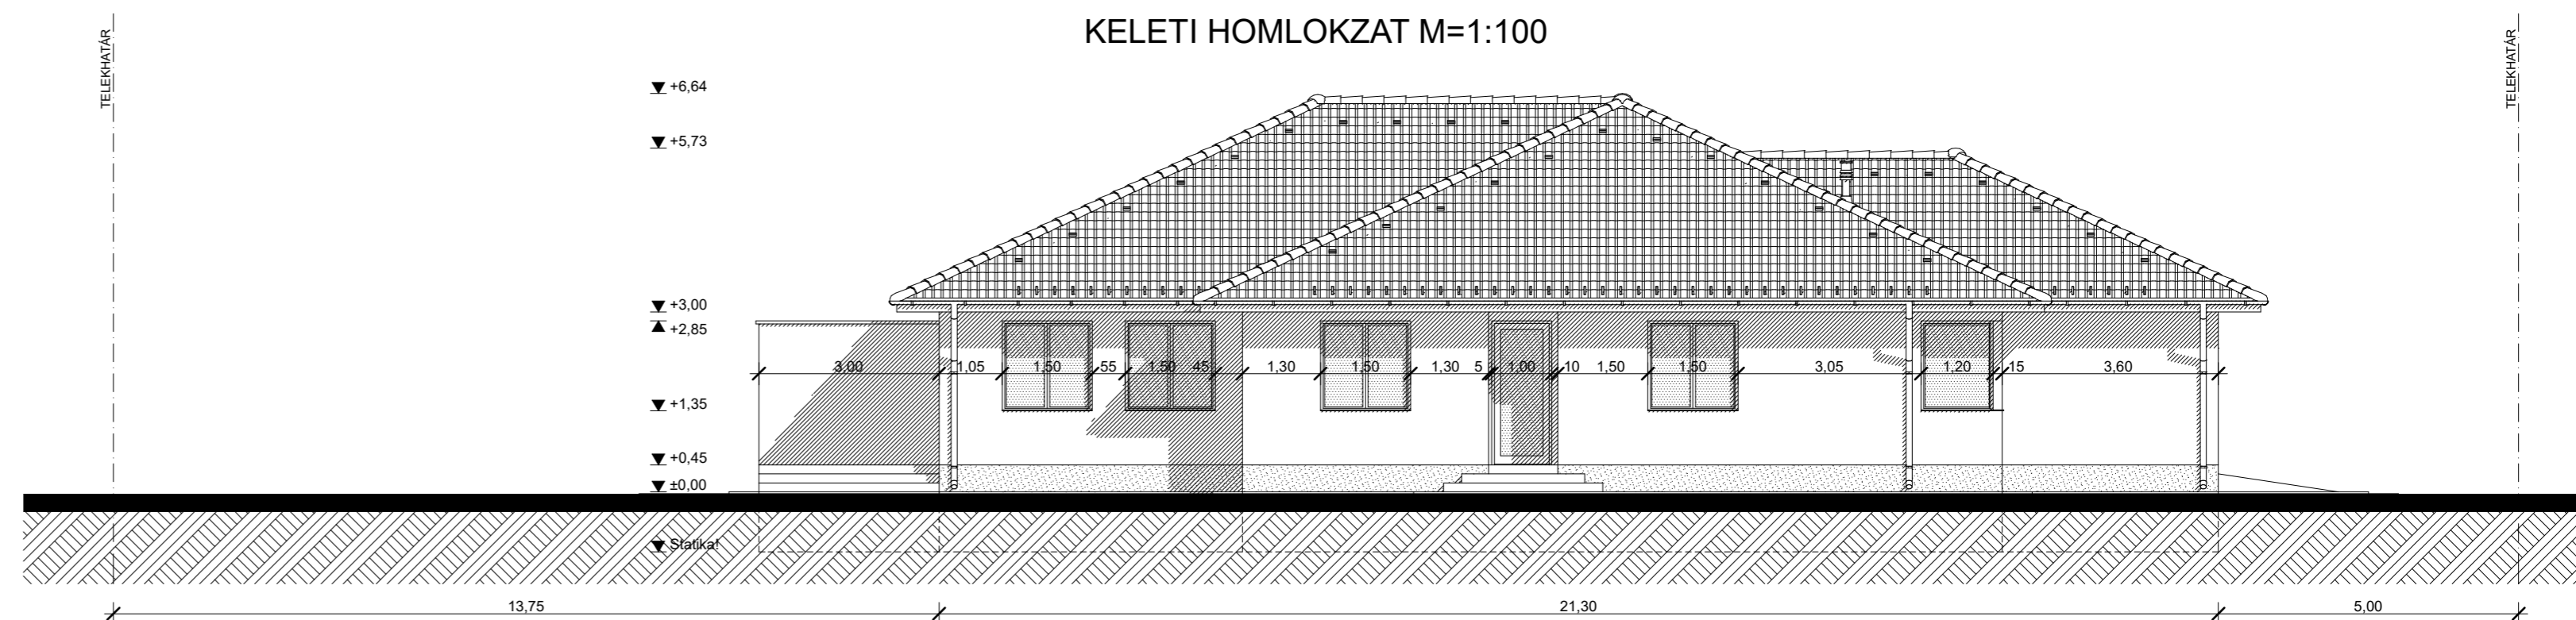 KELETI HOMLOKZAT M=1:100
TELEKHATÁR
TELEKHATÁR
+6,64
+5,73
+3,00
+2,85
3,00 1,05 1,50 55 1,50 45 1,30 1,50 1,30 5 1,00 10 1,50 1,50 3,05 1,20 15 3,60
+1,35
+0,45
±0,00
Statika!
13,75 21,30 5,00